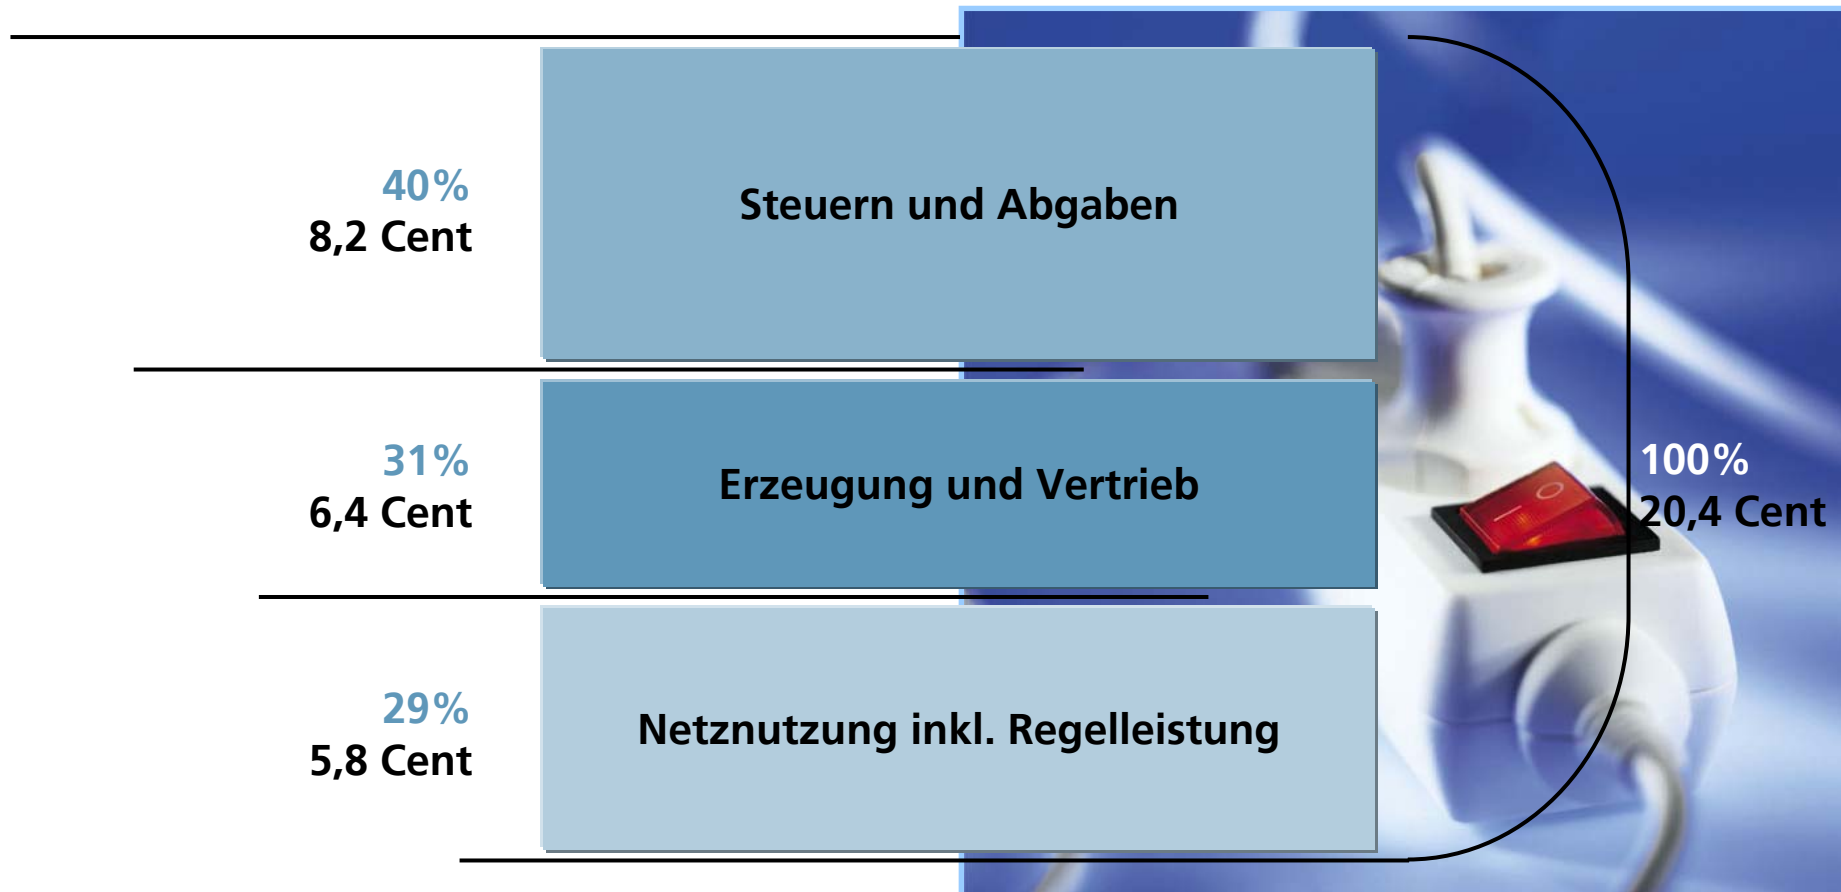 40%
8,2 Cent
Steuern und Abgaben
31%
6,4 Cent
Erzeugung und Vertrieb
100%
20,4 Cent
29%
5,8 Cent
Netznutzung inkl. Regelleistung